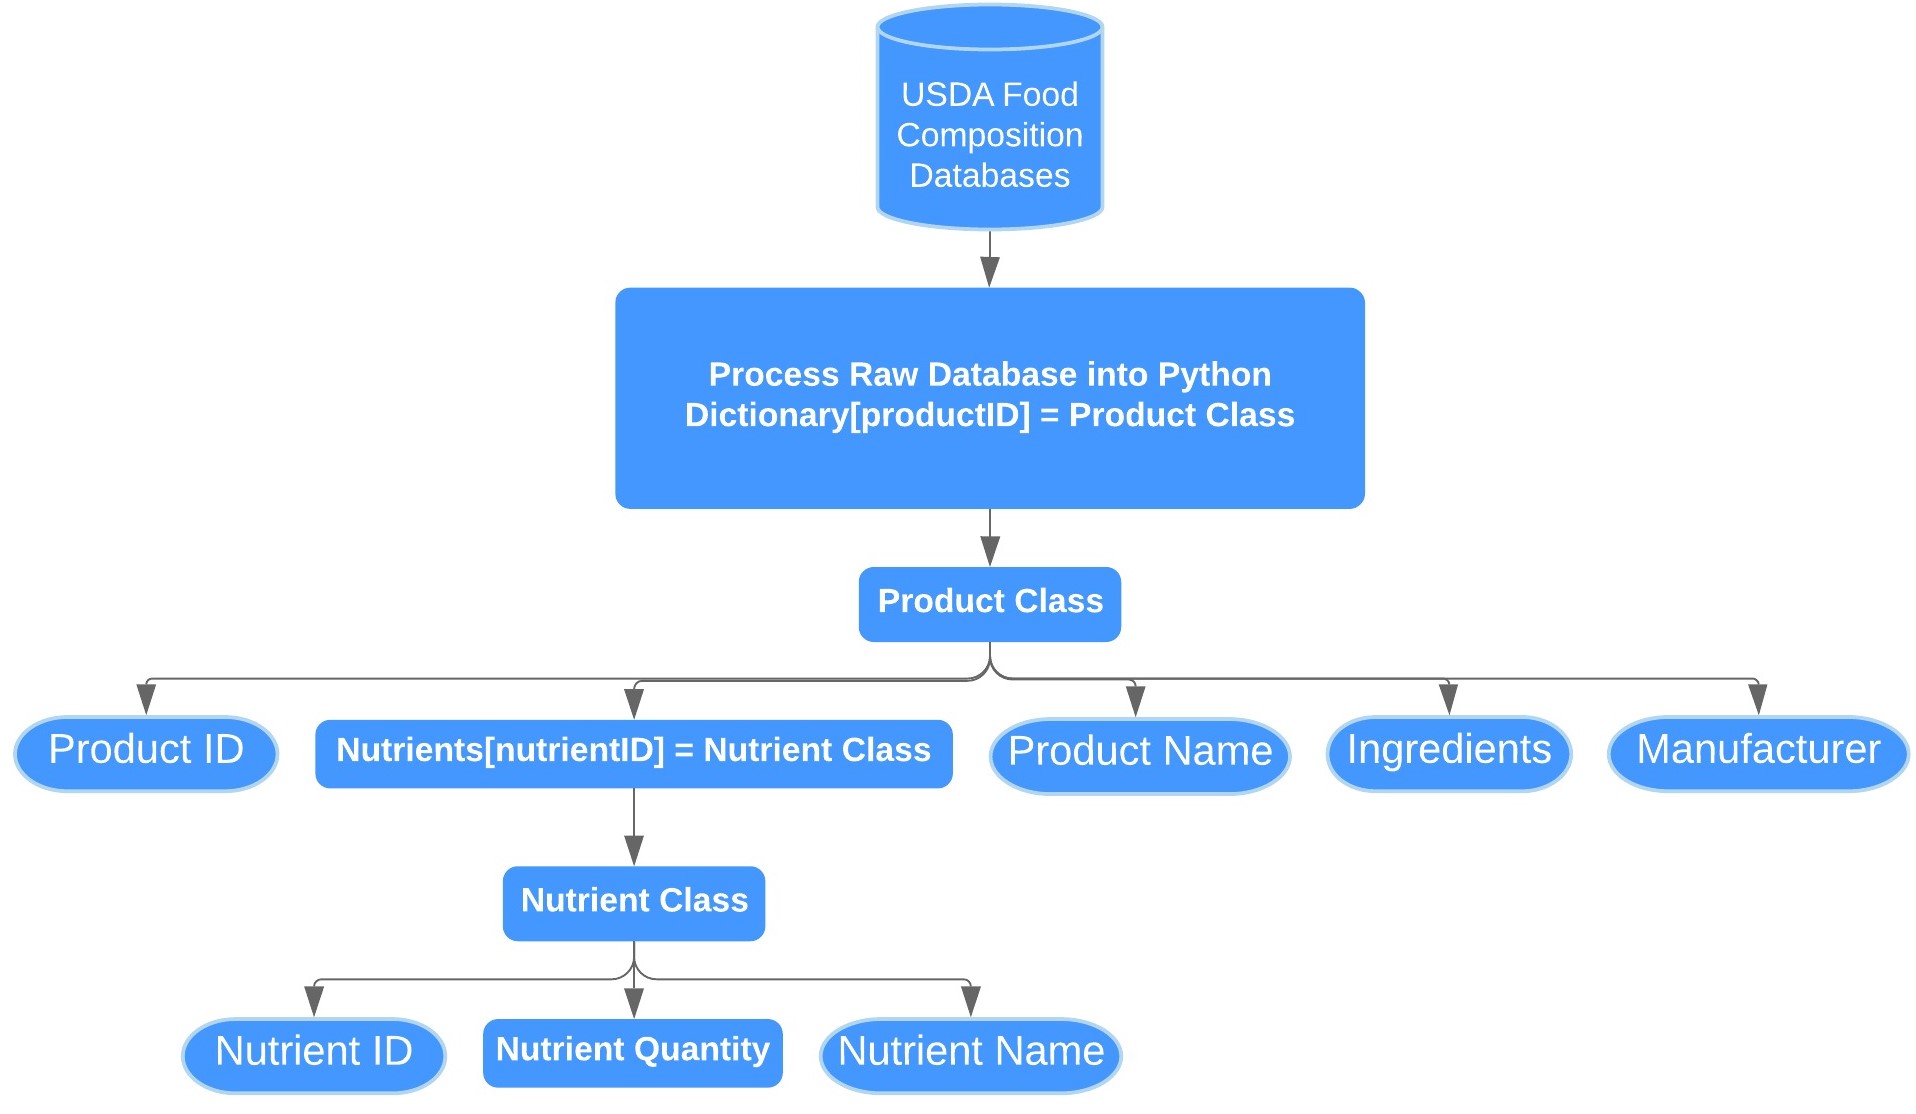 USDA Food
Composition
Databases
Process Raw Database into Python
Dictionary[productID] = Product Class
Product Class
Product ID
Nutrients[nutrientID] = Nutrient Class
Product Name
Ingredients
Manufacturer
Nutrient Class
Nutrient ID
Nutrient Quantity
Nutrient Name